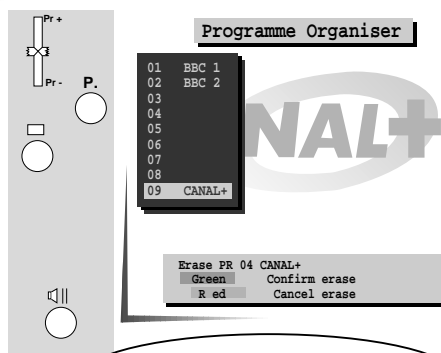 Pr +
Programme Organiser
Pr - P.
01 BBC 1
02 BBC 2
03
04
05
06
07
08
09 CANAL+
NAL+
Erase PR 04 CANAL+
Green Confirm erase
R ed Cancel erase